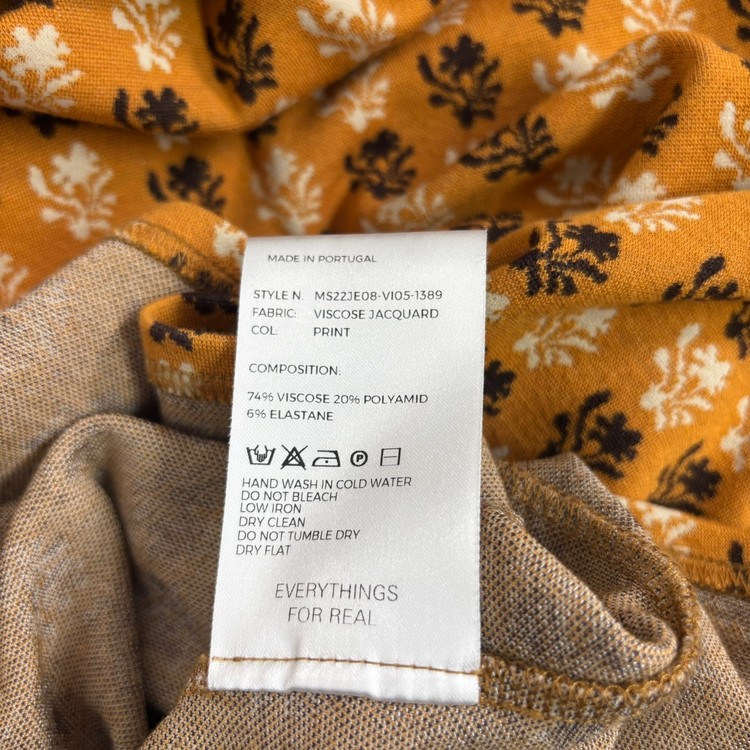 MADE IN PORTUGAL
STYLE N. MS22JE08-VI05-1389
FABRIC: VISCOSE JACQUARD
COL: PRINT
COMPOSITION:
74% VISCOSE 20% POLYAMID
6% ELASTANE
P
HAND WASH IN COLD WATER
DO NOT BLEACH
LOW IRON
DRY CLEAN
DO NOT TUMBLE DRY
DRY FLAT
EVERYTHINGS
FOR REAL